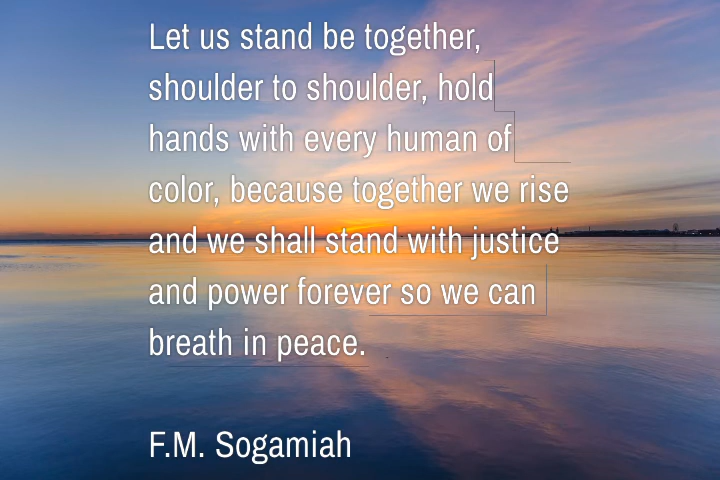 Let us stand be together,
shoulder to shoulder, hold
hands with every human of
color, because together we rise
and we shall stand with justice
and power forever so we can
breath in peace.
F.M. Sogamiah